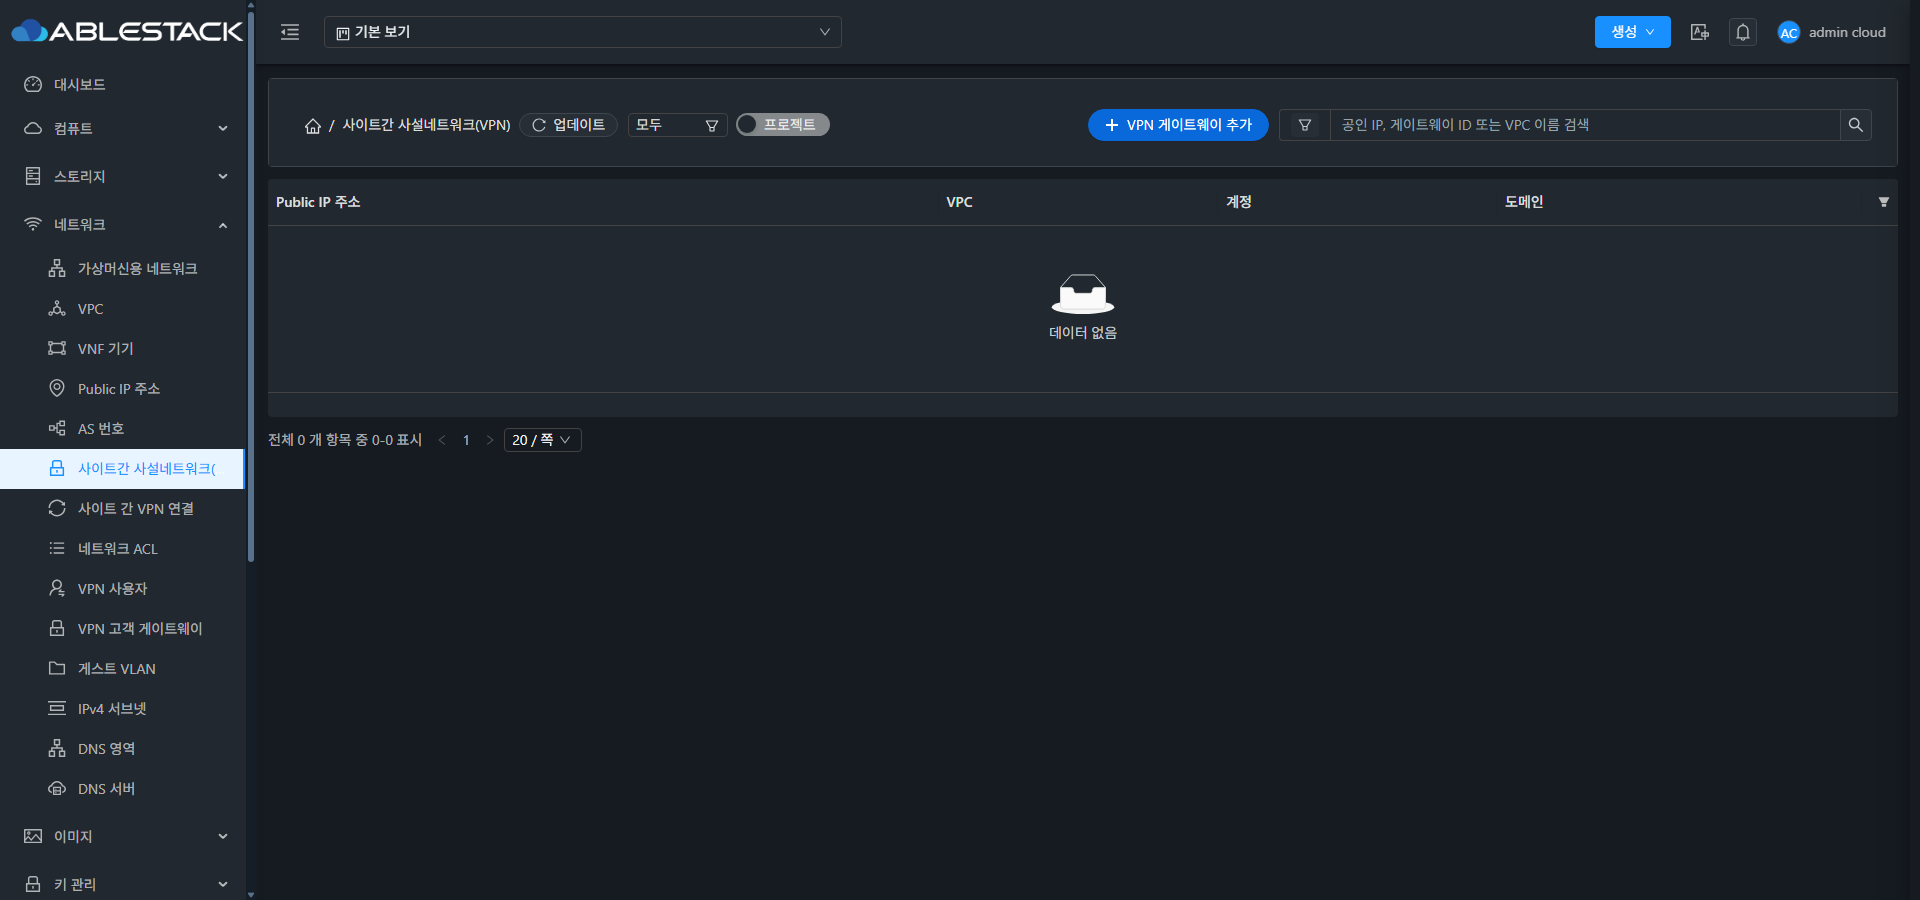 ABLESTACK
기본 보기
생성
AC
admin cloud
대시보드
컴퓨트
스토리지
네트워크
가상머신용 네트워크
VPC
VNF 기기
Public IP 주소
AS 번호
사이트간 사설네트워크(
사이트 간 VPN 연결
네트워크 ACL
VPN 사용자
VPN 고객 게이트웨이
게스트 VLAN
IPv4 서브넷
DNS 영역
DNS 서버
이미지
키 관리
/ 사이트간 사설네트워크(VPN)
업데이트
모두
프로젝트
VPN 게이트웨이 추가
공인 IP, 게이트웨이 ID 또는 VPC 이름 검색
Public IP 주소 VPC 계정 도메인
데이터 없음
전체 0 개 항목 중 0-0 표시 < 1 > 20 / 쪽